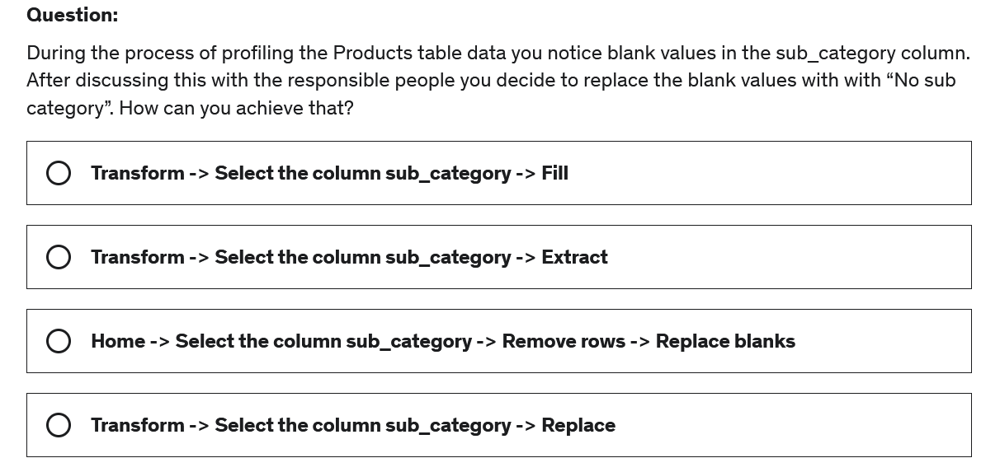 Question:
During the process of profiling the Products table data you notice blank values in the sub_category column.
After discussing this with the responsible people you decide to replace the blank values with with “No sub
category”. How can you achieve that?
Transform -> Select the column sub_category -> Fill
Transform -> Select the column sub_category -> Extract
Home -> Select the column sub_category -> Remove rows -> Replace blanks
Transform -> Select the column sub_category -> Replace